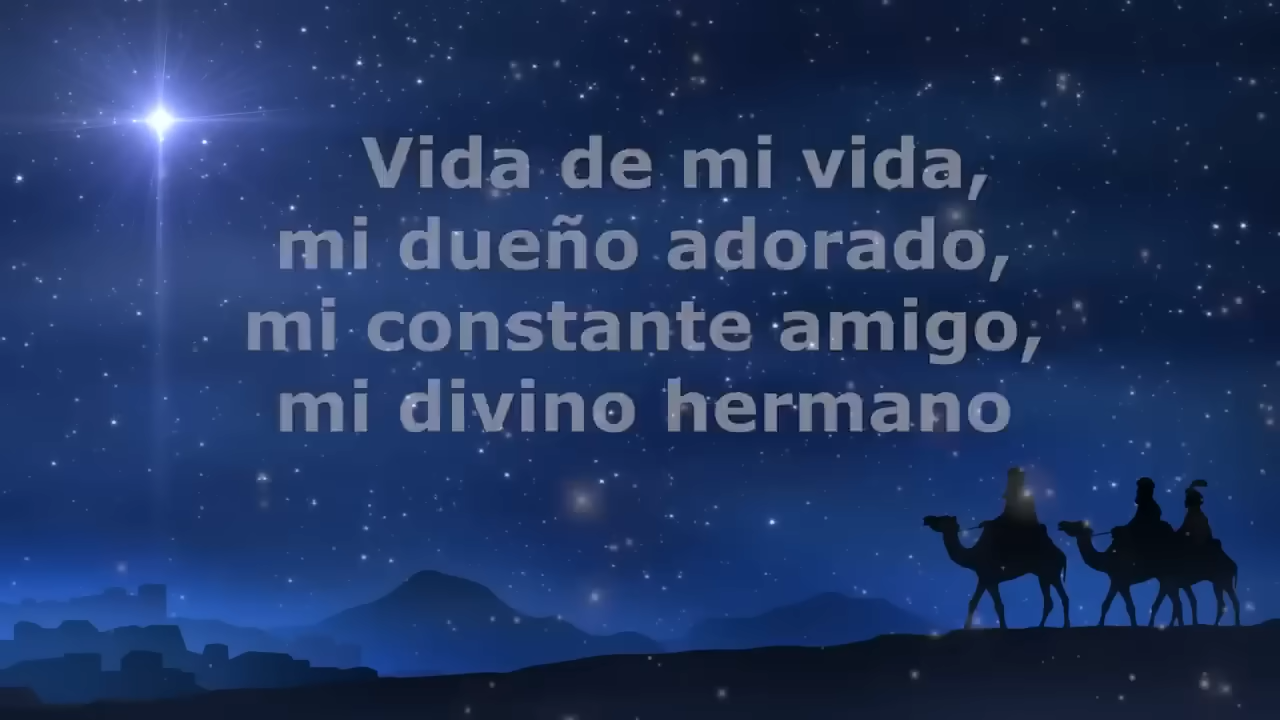 Vida de mi vida,
mi dueño adorado,
mi constante amigo,
mi divino hermano